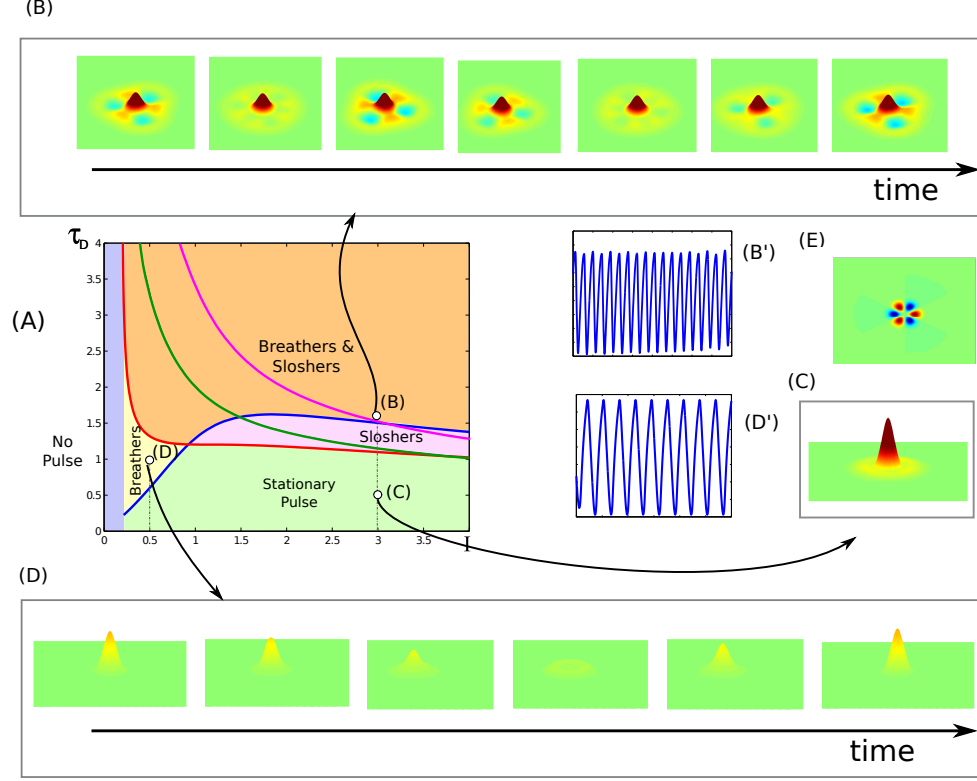 (B)
time
τD
4
3.5
3
2.5
2
1.5
1
0.5
0
(A)
No
Pulse
Breathers &
Sloshers
(B)
Sloshers
Breathers
(D)
Stationary
Pulse
(C)
0
0.5
1
1.5
2
2.5
3
3.5
I
(B')
(E)
(C)
(D')
(D)
time